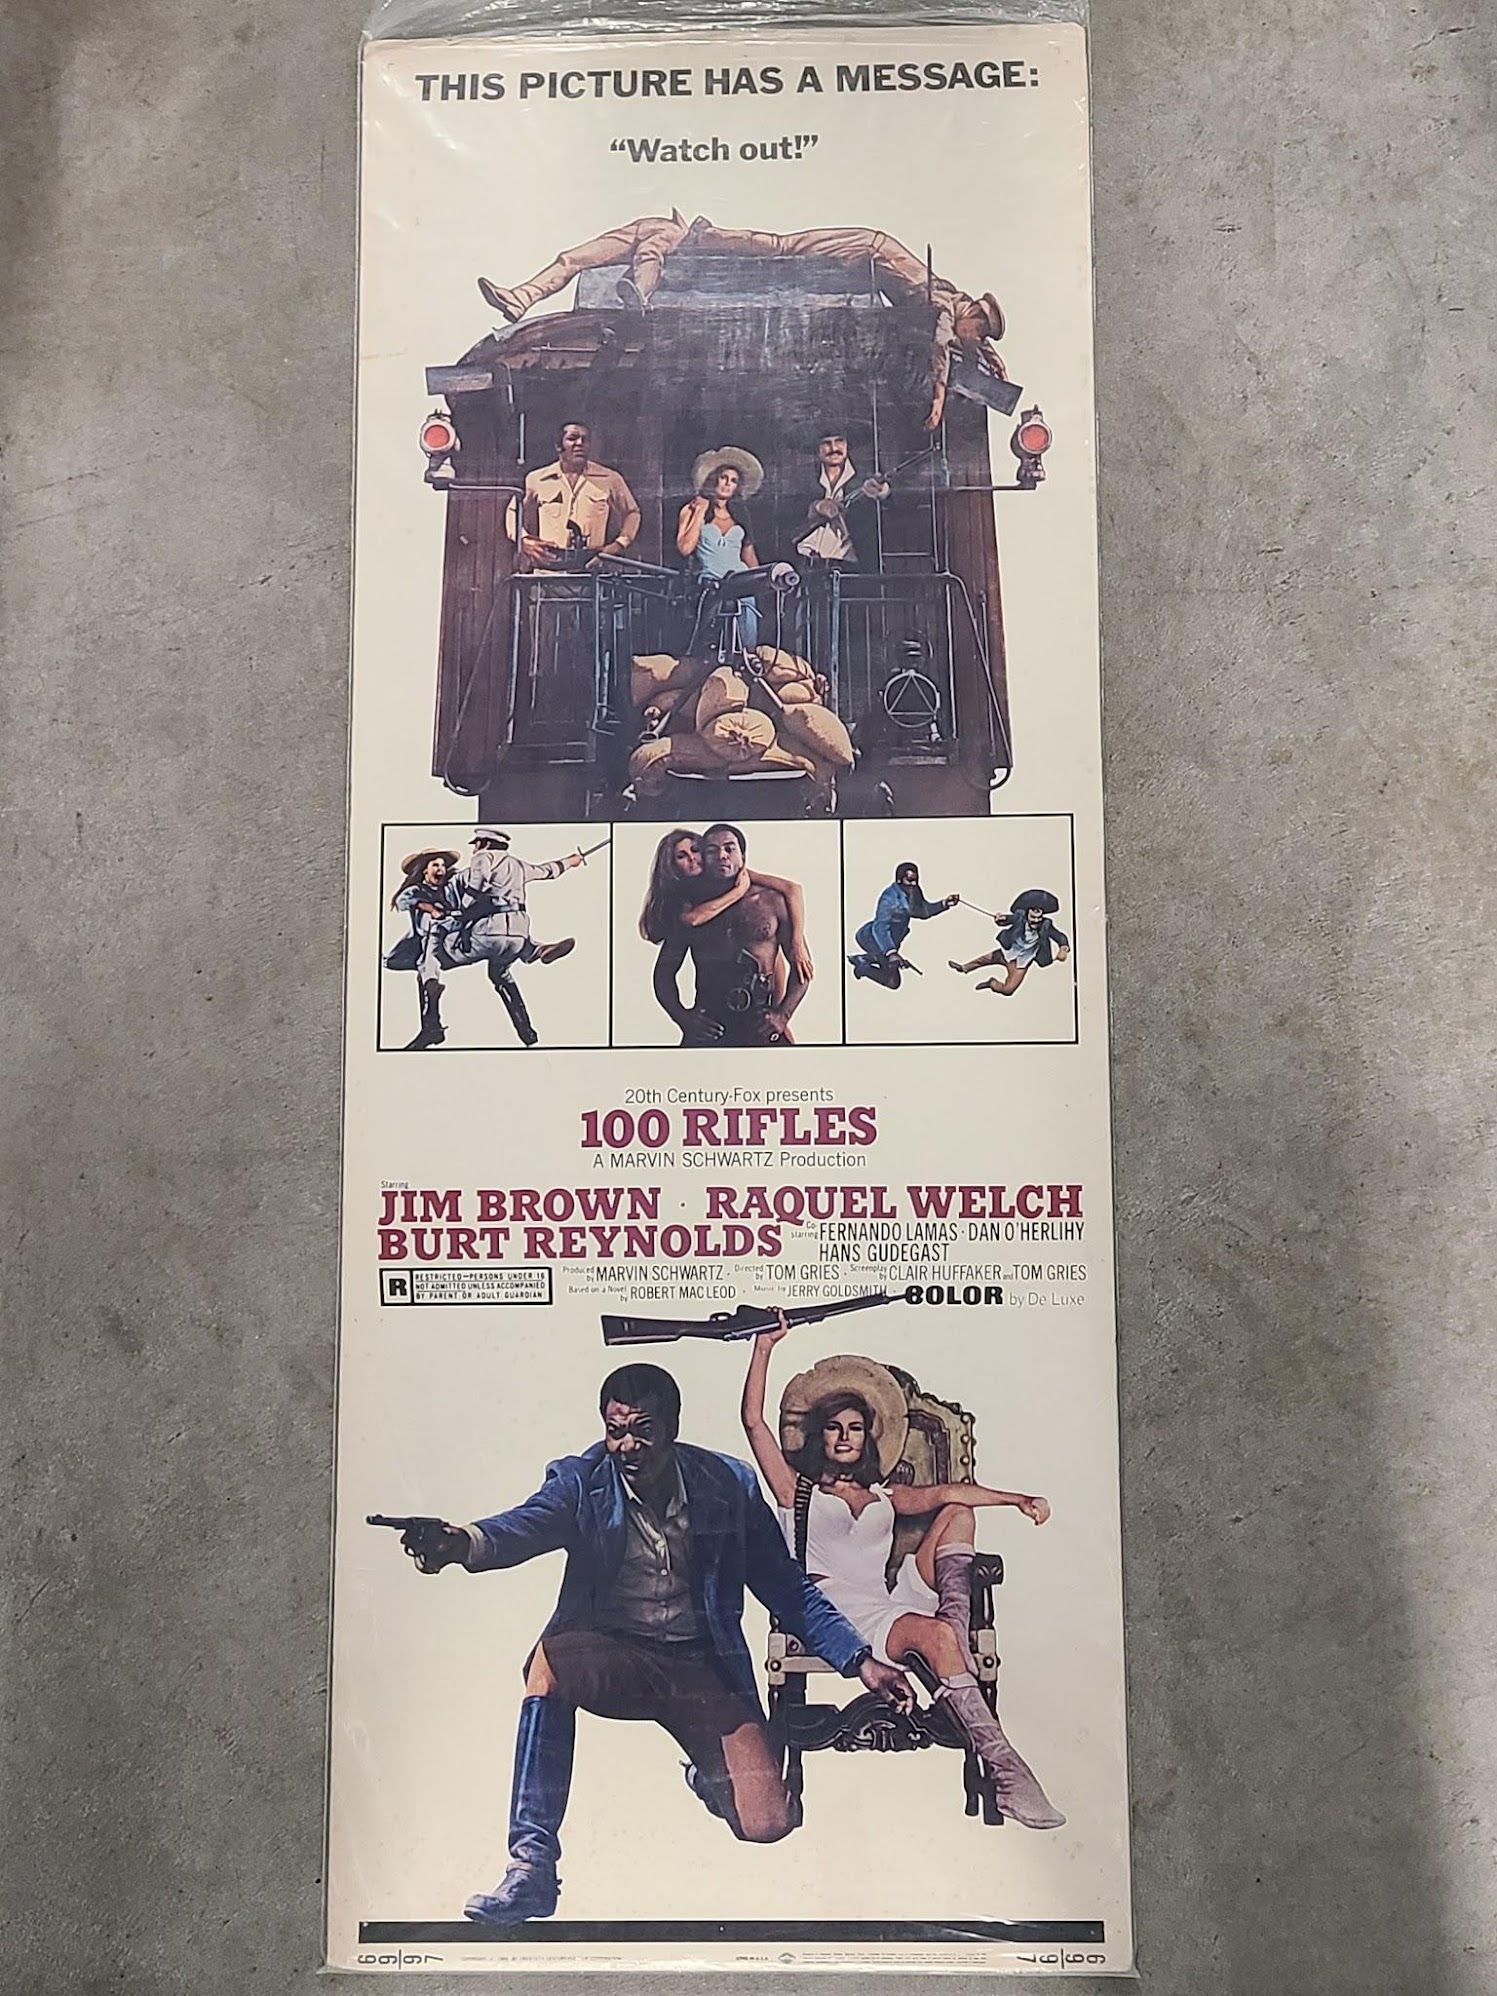 THIS PICTURE HAS A MESSAGE:
“Watch out!”
20th Century-Fox presents
100 RIFLES
A MARVIN SCHWARTZ Production
Starring
JIM BROWN · RAQUEL WELCH
BURT REYNOLDS Co-starring FERNANDO LAMAS · DAN O'HERLIHY
HANS GUDEGAST
R RESTRICTED—PERSONS UNDER 16
NOT ADMITTED UNLESS ACCOMPANIED
BY PARENT OR ADULT GUARDIAN
Produced by MARVIN SCHWARTZ · Directed by TOM GRIES · Screenplay by CLAIR HUFFAKER and TOM GRIES
Based on a Novel by ROBERT MAC LEOD · Music by JERRY GOLDSMITH COLOR by De Luxe
69/97
69/97